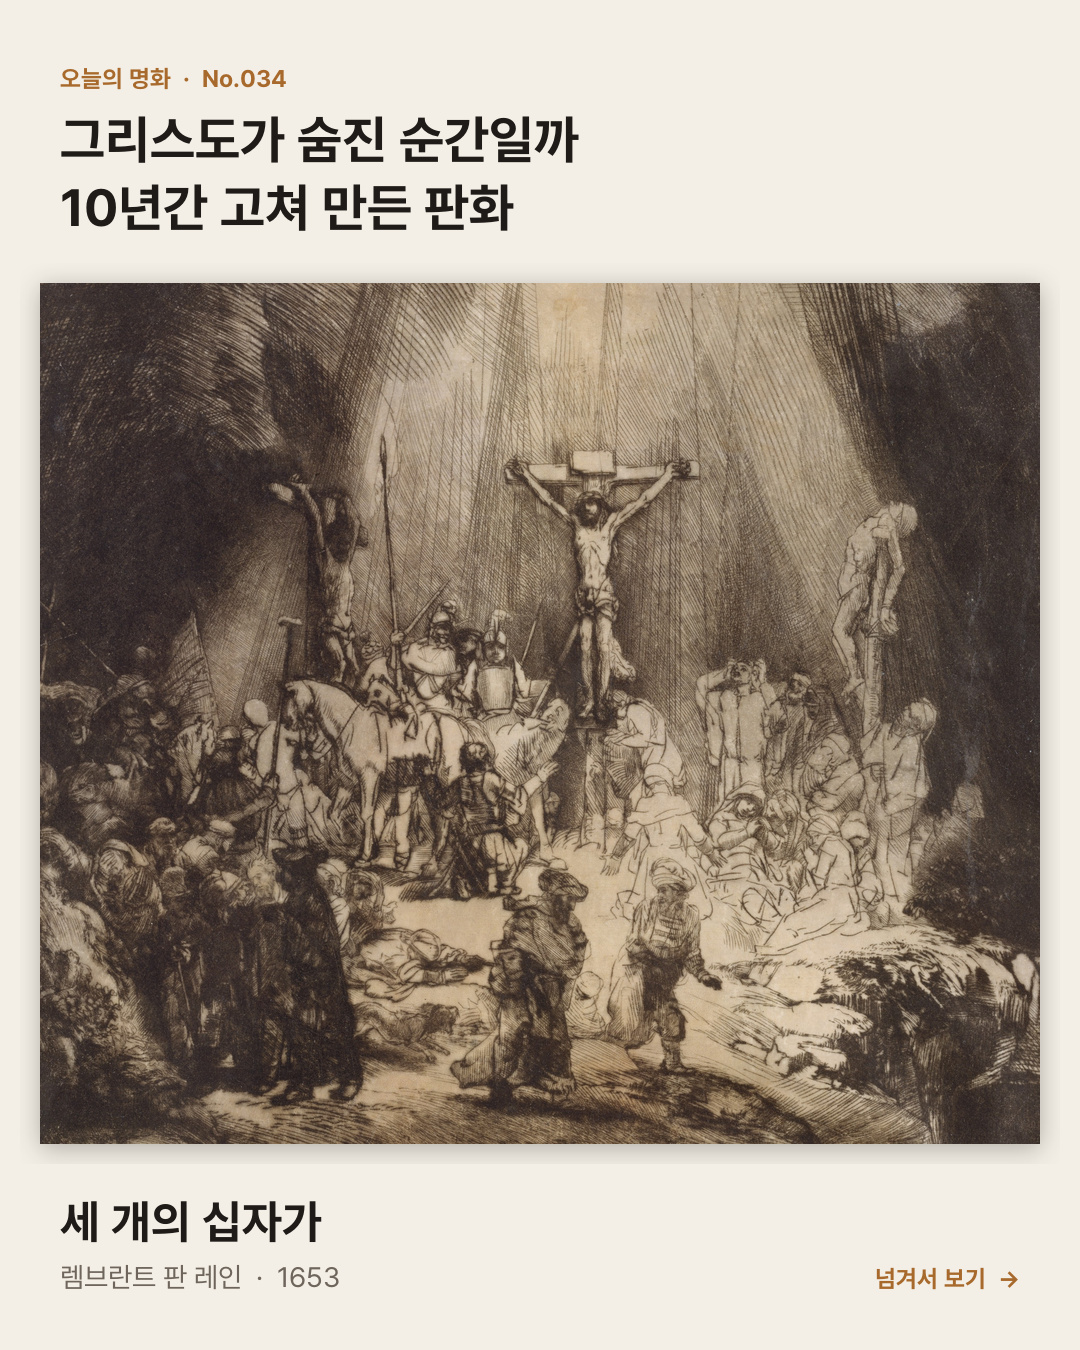 오늘의 명화 · No.034
그리스도가 숨진 순간일까
10년간 고쳐 만든 판화
세 개의 십자가
렘브란트 판 레인 · 1653
넘겨서 보기 →